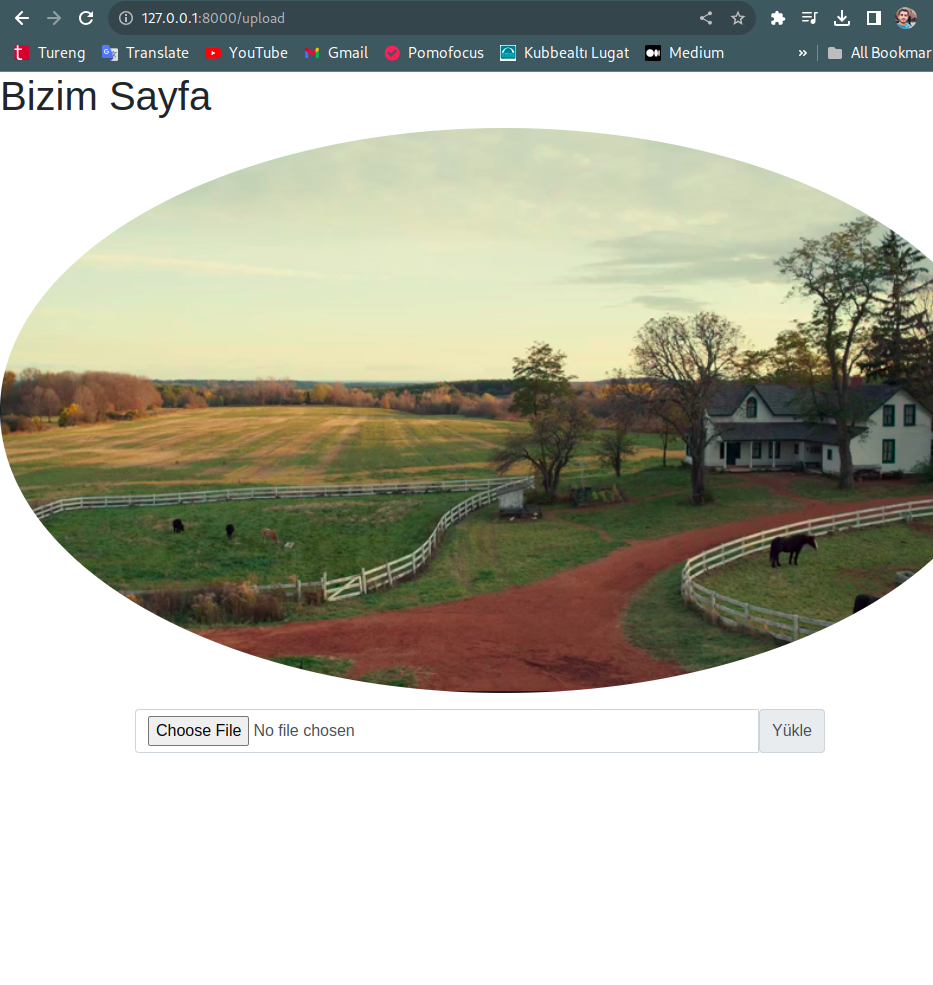 127.0.0.1:8000/upload
Tureng Translate YouTube Gmail Pomofocus Kubbealtı Lugat Medium » All Bookmar
Bizim Sayfa
Choose File No file chosen Yükle